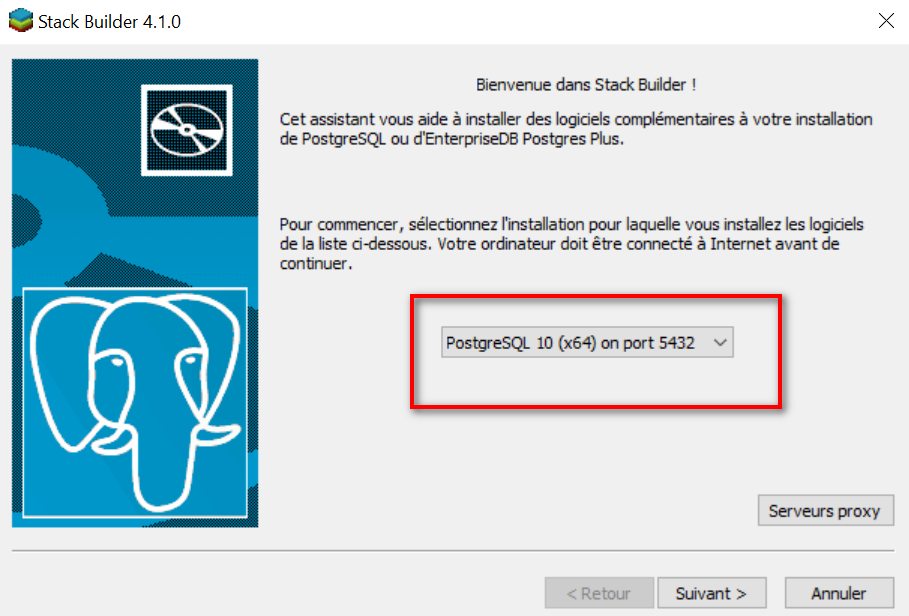 Stack Builder 4.1.0
Bienvenue dans Stack Builder !
Cet assistant vous aide à installer des logiciels complémentaires à votre installation
de PostgreSQL ou d'EnterpriseDB Postgres Plus.
Pour commencer, sélectionnez l'installation pour laquelle vous installez les logiciels
de la liste ci-dessous. Votre ordinateur doit être connecté à Internet avant de
continuer.
PostgreSQL 10 (x64) on port 5432
Serveurs proxy
< Retour
Suivant >
Annuler